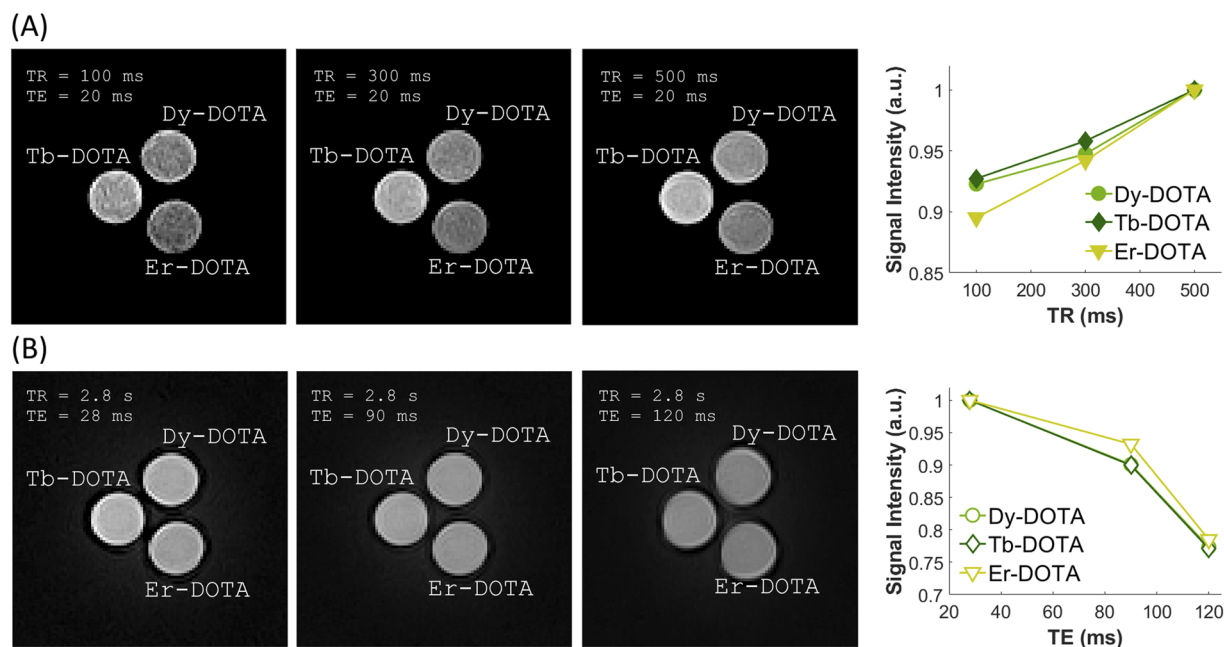 (A)
TR = 100 ms
TE = 20 ms
Dy-DOTA
Tb-DOTA
Er-DOTA
TR = 300 ms
TE = 20 ms
Dy-DOTA
Tb-DOTA
Er-DOTA
TR = 500 ms
TE = 20 ms
Dy-DOTA
Tb-DOTA
Er-DOTA
Signal Intensity (a.u.)
1
0.95
0.9
0.85
Dy-DOTA
Tb-DOTA
Er-DOTA
100 200 300 400 500
TR (ms)
(B)
TR = 2.8 s
TE = 28 ms
Dy-DOTA
Tb-DOTA
Er-DOTA
TR = 2.8 s
TE = 90 ms
Dy-DOTA
Tb-DOTA
Er-DOTA
TR = 2.8 s
TE = 120 ms
Dy-DOTA
Tb-DOTA
Er-DOTA
Signal Intensity (a.u.)
1
0.95
0.9
0.85
0.8
0.75
0.7
Dy-DOTA
Tb-DOTA
Er-DOTA
20 40 60 80 100 120
TE (ms)